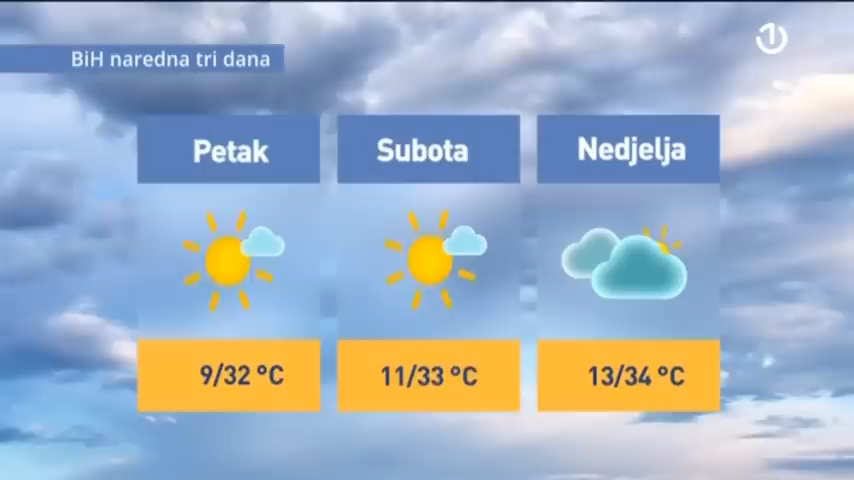 BiH naredna tri dana
Petak
Subota
Nedjelja
9/32 °C
11/33 °C
13/34 °C